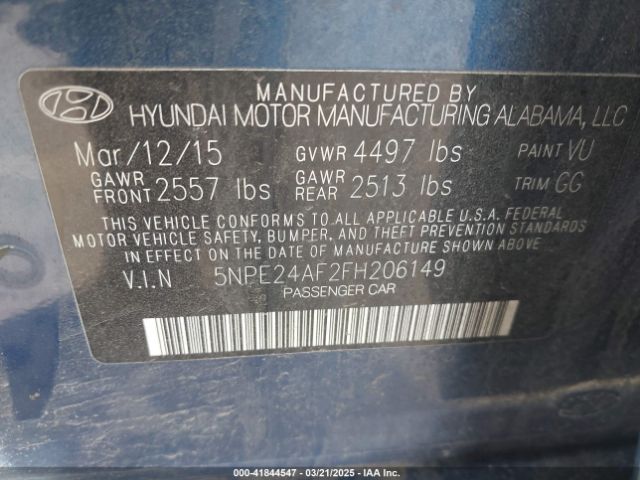 MANUFACTURED BY
HYUNDAI MOTOR MANUFACTURING ALABAMA, LLC
Mar/12/15 GVWR 4497 lbs PAINT VU
GAWR FRONT 2557 lbs GAWR REAR 2513 lbs TRIM GG
THIS VEHICLE CONFORMS TO ALL APPLICABLE U.S.A. FEDERAL
MOTOR VEHICLE SAFETY, BUMPER, AND THEFT PREVENTION STANDARDS
IN EFFECT ON THE DATE OF MANUFACTURE SHOWN ABOVE
V.I.N 5NPE24AF2FH206149
PASSENGER CAR
000-41844547 | 03/21/2025 | IAA, Inc.